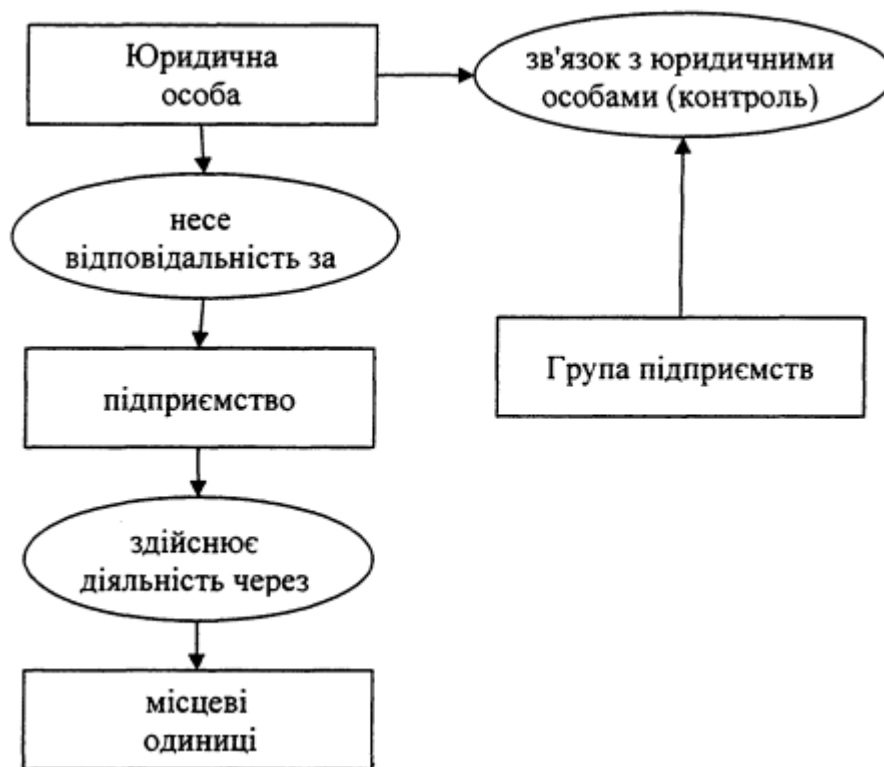 Юридична
особа
зв'язок з юридичними
особами (контроль)
несе
відповідальність за
Група підприємств
підприємство
здійснює
діяльність через
місцеві
одиниці